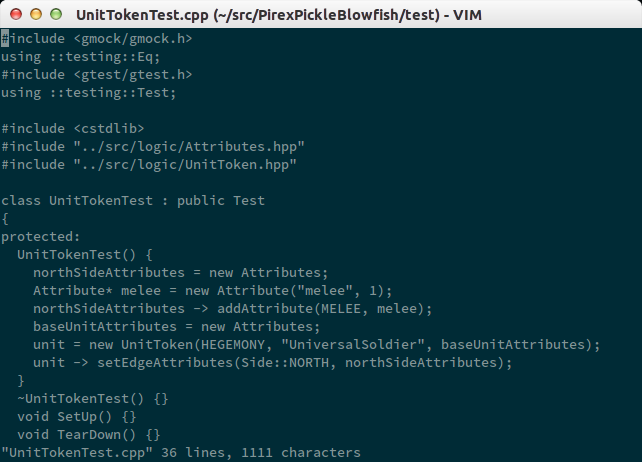 UnitTokenTest.cpp (~/src/PirexPickleBlowfish/test) - VIM
#include <gmock/gmock.h>
using ::testing::Eq;
#include <gtest/gtest.h>
using ::testing::Test;

#include <cstdlib>
#include "../src/logic/Attributes.hpp"
#include "../src/logic/UnitToken.hpp"

class UnitTokenTest : public Test
{
protected:
  UnitTokenTest() {
    northSideAttributes = new Attributes;
    Attribute* melee = new Attribute("melee", 1);
    northSideAttributes -> addAttribute(MELEE, melee);
    baseUnitAttributes = new Attributes;
    unit = new UnitToken(HEGEMONY, "UniversalSoldier", baseUnitAttributes);
    unit -> setEdgeAttributes(Side::NORTH, northSideAttributes);
  }
  ~UnitTokenTest() {}
  void SetUp() {}
  void TearDown() {}
"UnitTokenTest.cpp" 36 lines, 1111 characters